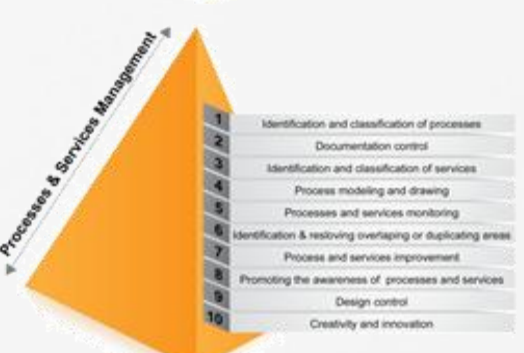 Processes & Services Management
1 Identification and classification of processes
2 Documentation control
3 Identification and classification of services
4 Process modeling and drawing
5 Processes and services monitoring
6 Identification & resloving overlaping or duplicating areas
7 Process and services improvement
8 Promoting the awareness of processes and services
9 Design control
10 Creativity and innovation